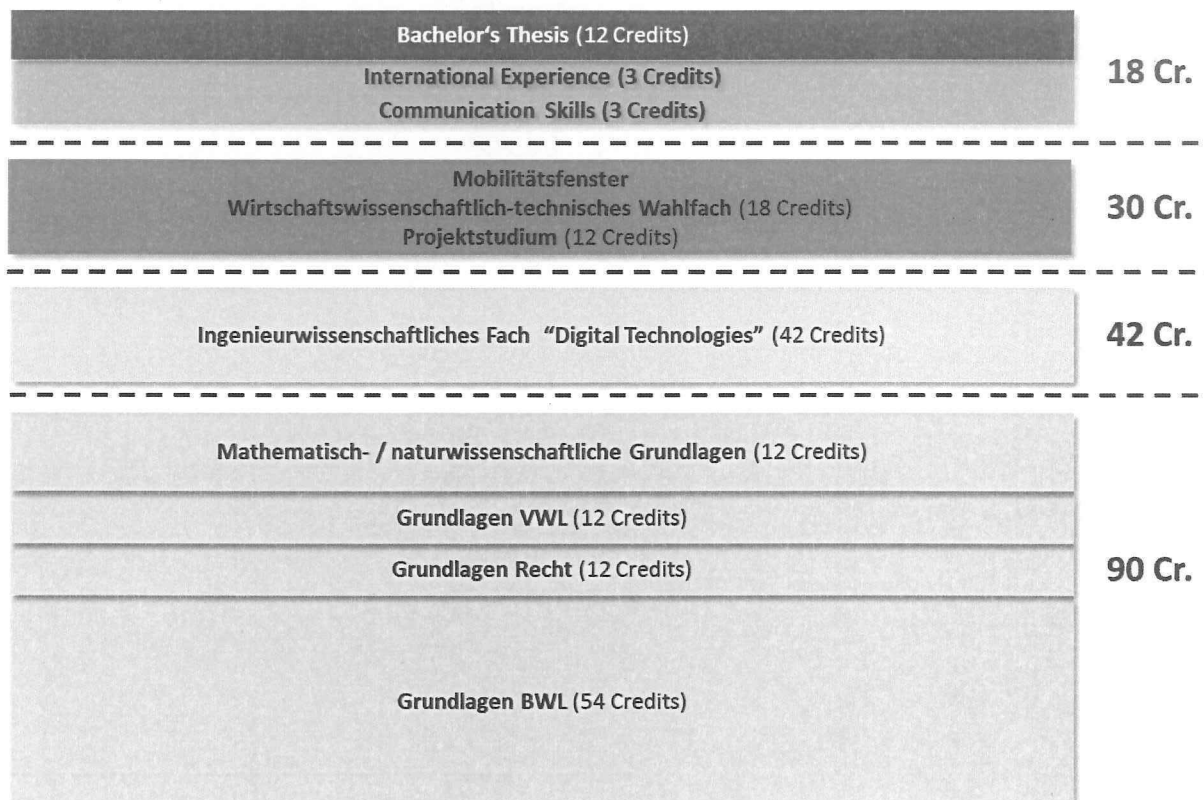 Bachelor‘s Thesis (12 Credits)
International Experience (3 Credits)
Communication Skills (3 Credits)
18 Cr.
Mobilitätsfenster
Wirtschaftswissenschaftlich-technisches Wahlfach (18 Credits)
Projektstudium (12 Credits)
30 Cr.
Ingenieurwissenschaftliches Fach “Digital Technologies” (42 Credits)
42 Cr.
Mathematisch- / naturwissenschaftliche Grundlagen (12 Credits)
Grundlagen VWL (12 Credits)
Grundlagen Recht (12 Credits)
90 Cr.
Grundlagen BWL (54 Credits)